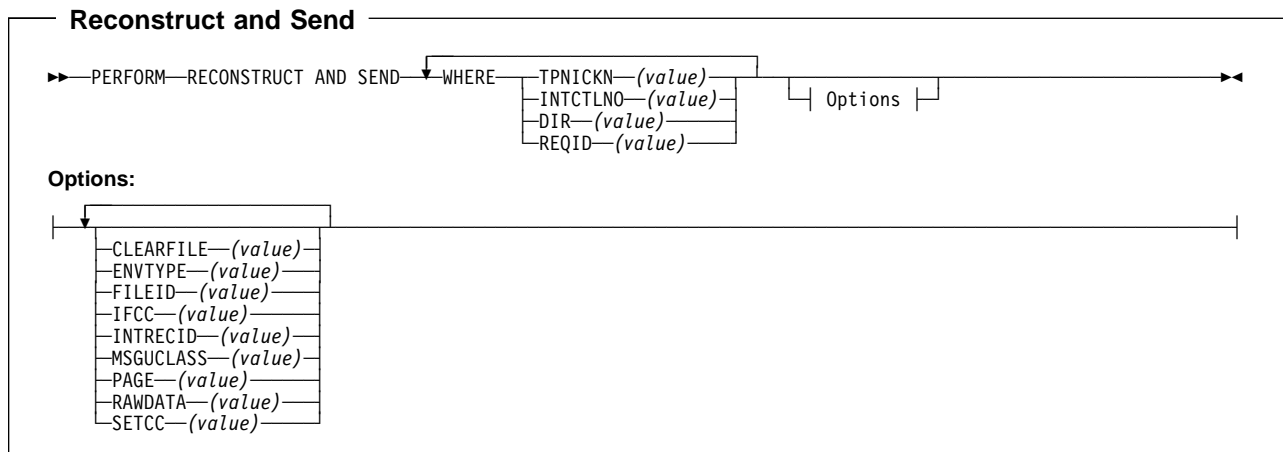 Reconstruct and Send
PERFORM RECONSTRUCT AND SEND WHERE TPNICKN (value)
INTCTLNO (value)
DIR (value)
REQID (value)
Options
Options:
CLEARFILE (value)
ENVTYPE (value)
FILEID (value)
IFCC (value)
INTRECID (value)
MSGUCLASS (value)
PAGE (value)
RAWDATA (value)
SETCC (value)